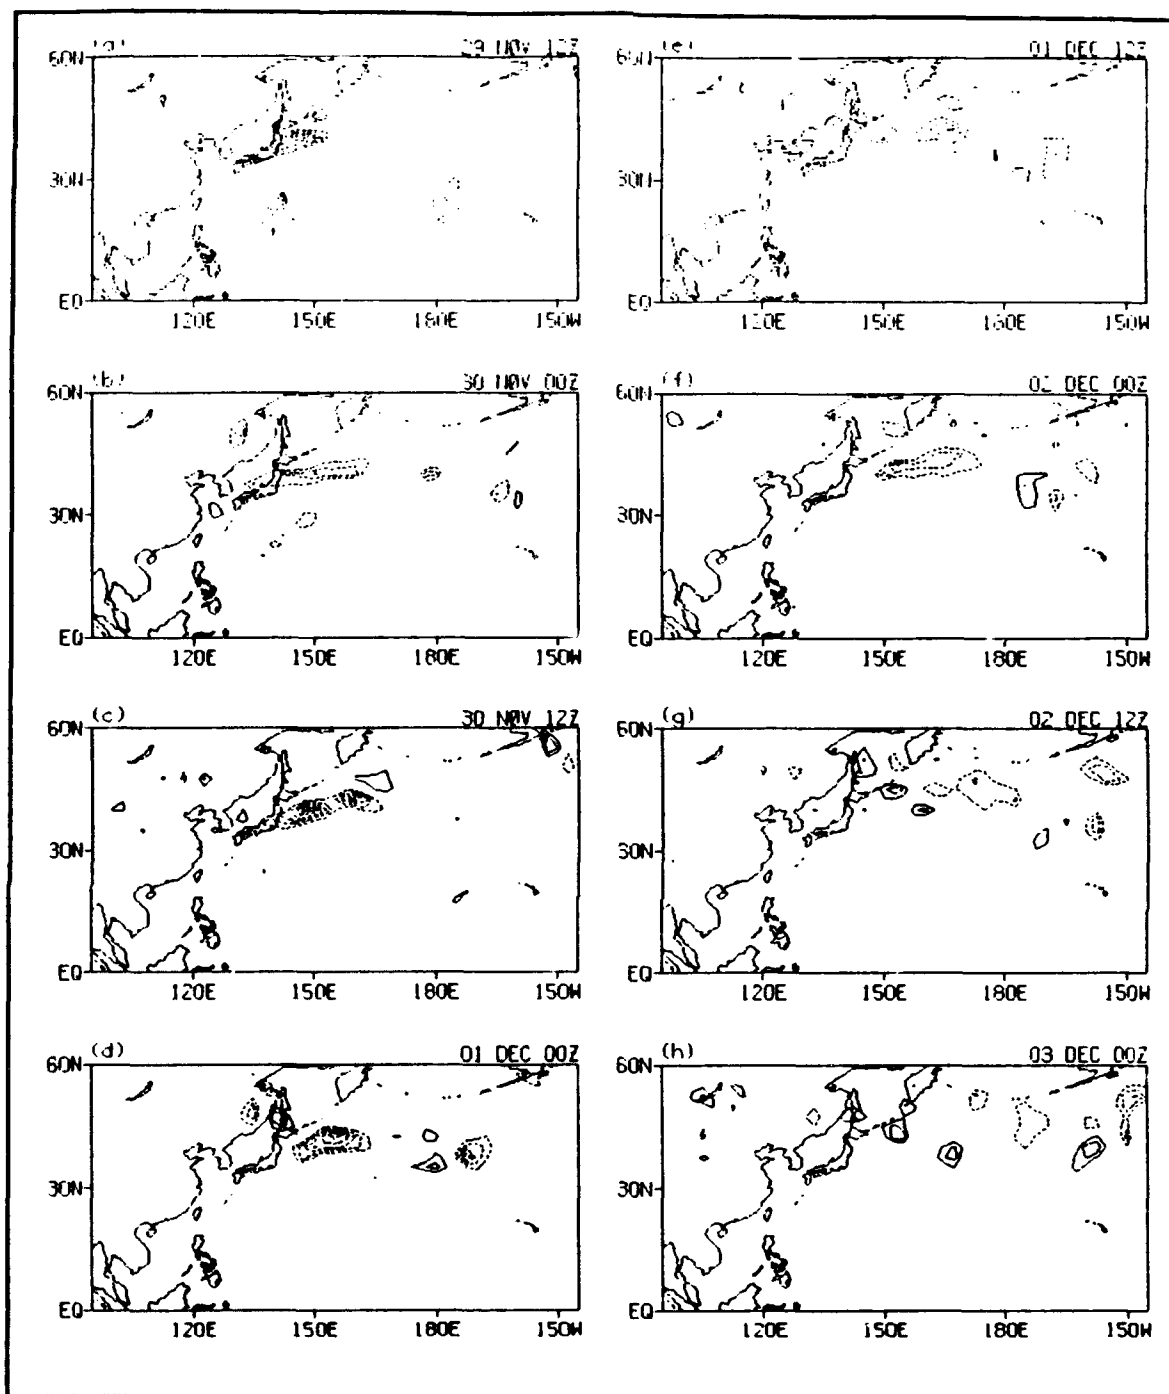 (a) 29 NOV 12Z
60N
30N
EQ
120E 150E 180E 150W
(b) 30 NOV 00Z
60N
30N
EQ
120E 150E 180E 150W
(c) 30 NØV 12Z
60N
30N
EQ
120E 150E 180E 150W
(d) 01 DEC 00Z
60N
30N
EQ
120E 150E 180E 150W
(e) 01 DEC 12Z
60N
30N
EQ
120E 150E 180E 150W
(f) 02 DEC 00Z
60N
30N
EQ
120E 150E 180E 150W
(g) 02 DEC 12Z
60N
30N
EQ
120E 150E 180E 150W
(h) 03 DEC 00Z
60N
30N
EQ
120E 150E 180E 150W